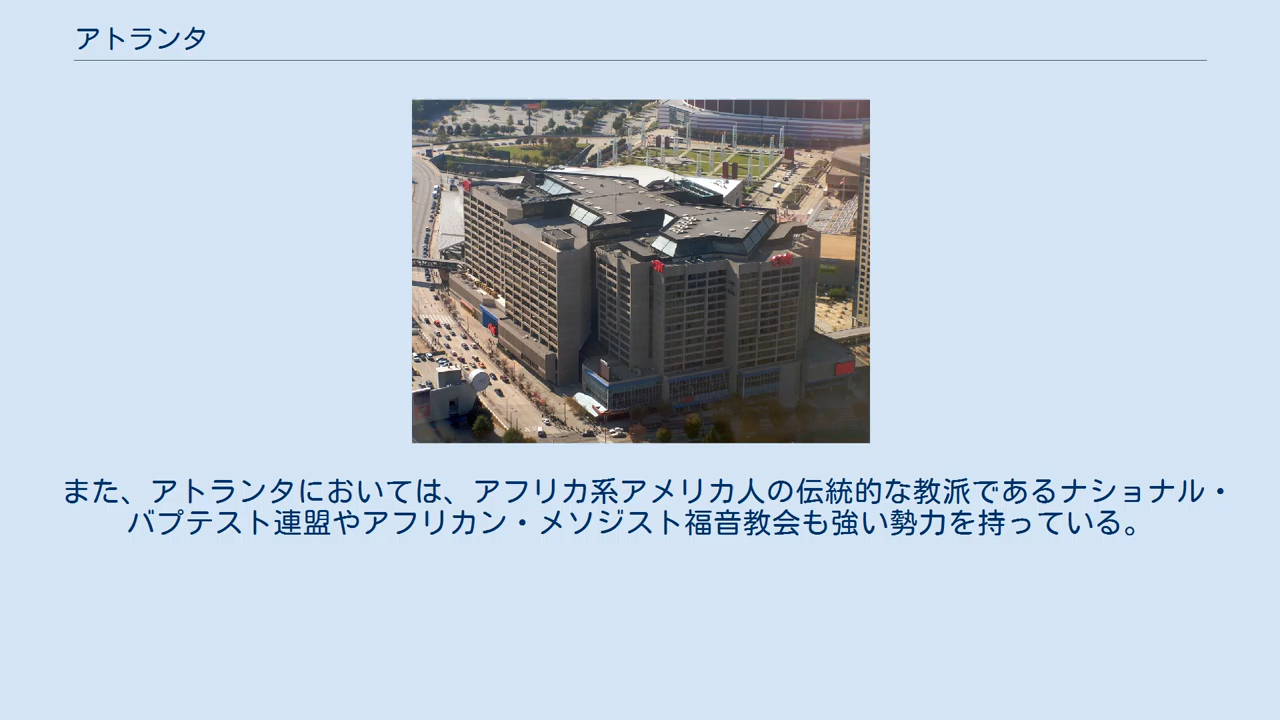 アトランタ
また、アトランタにおいては、アフリカ系アメリカ人の伝統的な教派であるナショナル・
バプテスト連盟やアフリカン・メソジスト福音教会も強い勢力を持っている。